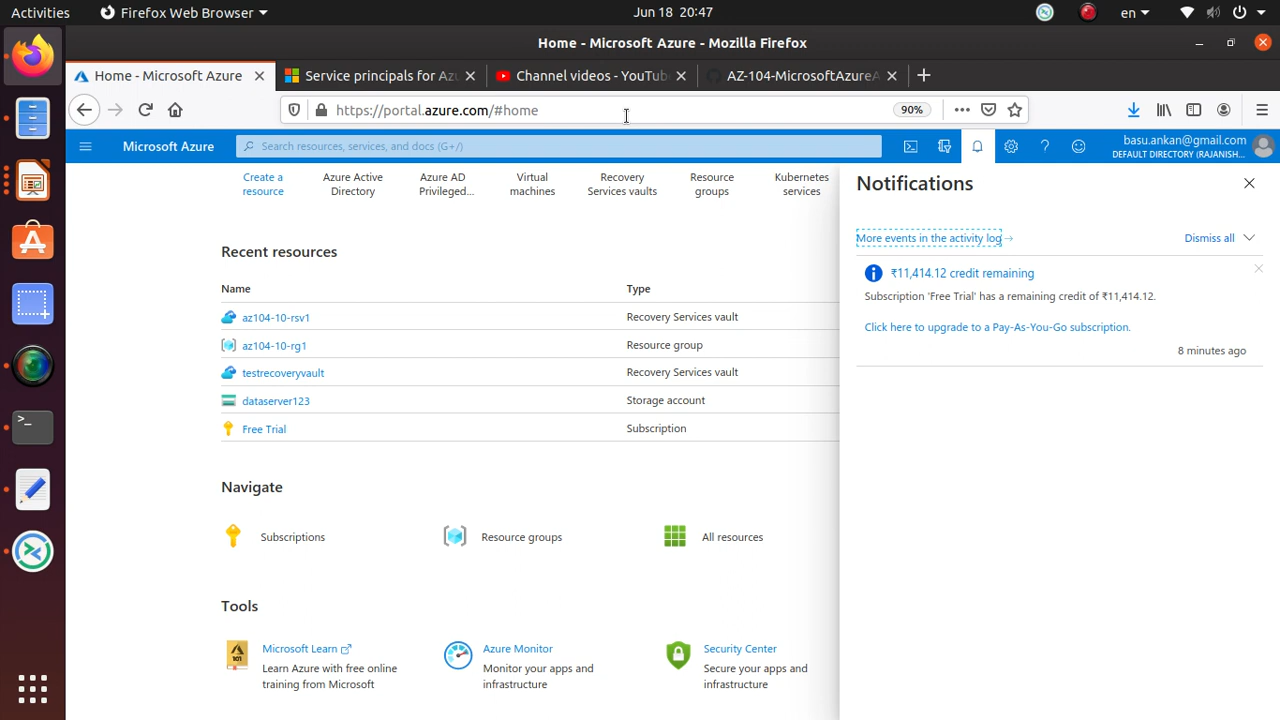 Activities
Firefox Web Browser
Jun 18 20:47
en
Home - Microsoft Azure - Mozilla Firefox
Home - Microsoft Azure
Service principals for Az
Channel videos - YouTub
AZ-104-MicrosoftAzureA
https://portal.azure.com/#home
90%
Microsoft Azure
Search resources, services, and docs (G+/)
basu.ankan@gmail.com
DEFAULT DIRECTORY (RAJANISH...
Create a resource
Azure Active Directory
Azure AD Privileged...
Virtual machines
Recovery Services vaults
Resource groups
Kubernetes services
Recent resources
Name Type
az104-10-rsv1 Recovery Services vault
az104-10-rg1 Resource group
testrecoveryvault Recovery Services vault
dataserver123 Storage account
Free Trial Subscription
Navigate
Subscriptions
Resource groups
All resources
Tools
Microsoft Learn
Learn Azure with free online
training from Microsoft
Azure Monitor
Monitor your apps and
infrastructure
Security Center
Secure your apps and
infrastructure
Notifications
More events in the activity log →
Dismiss all
₹11,414.12 credit remaining
Subscription 'Free Trial' has a remaining credit of ₹11,414.12.
Click here to upgrade to a Pay-As-You-Go subscription.
8 minutes ago